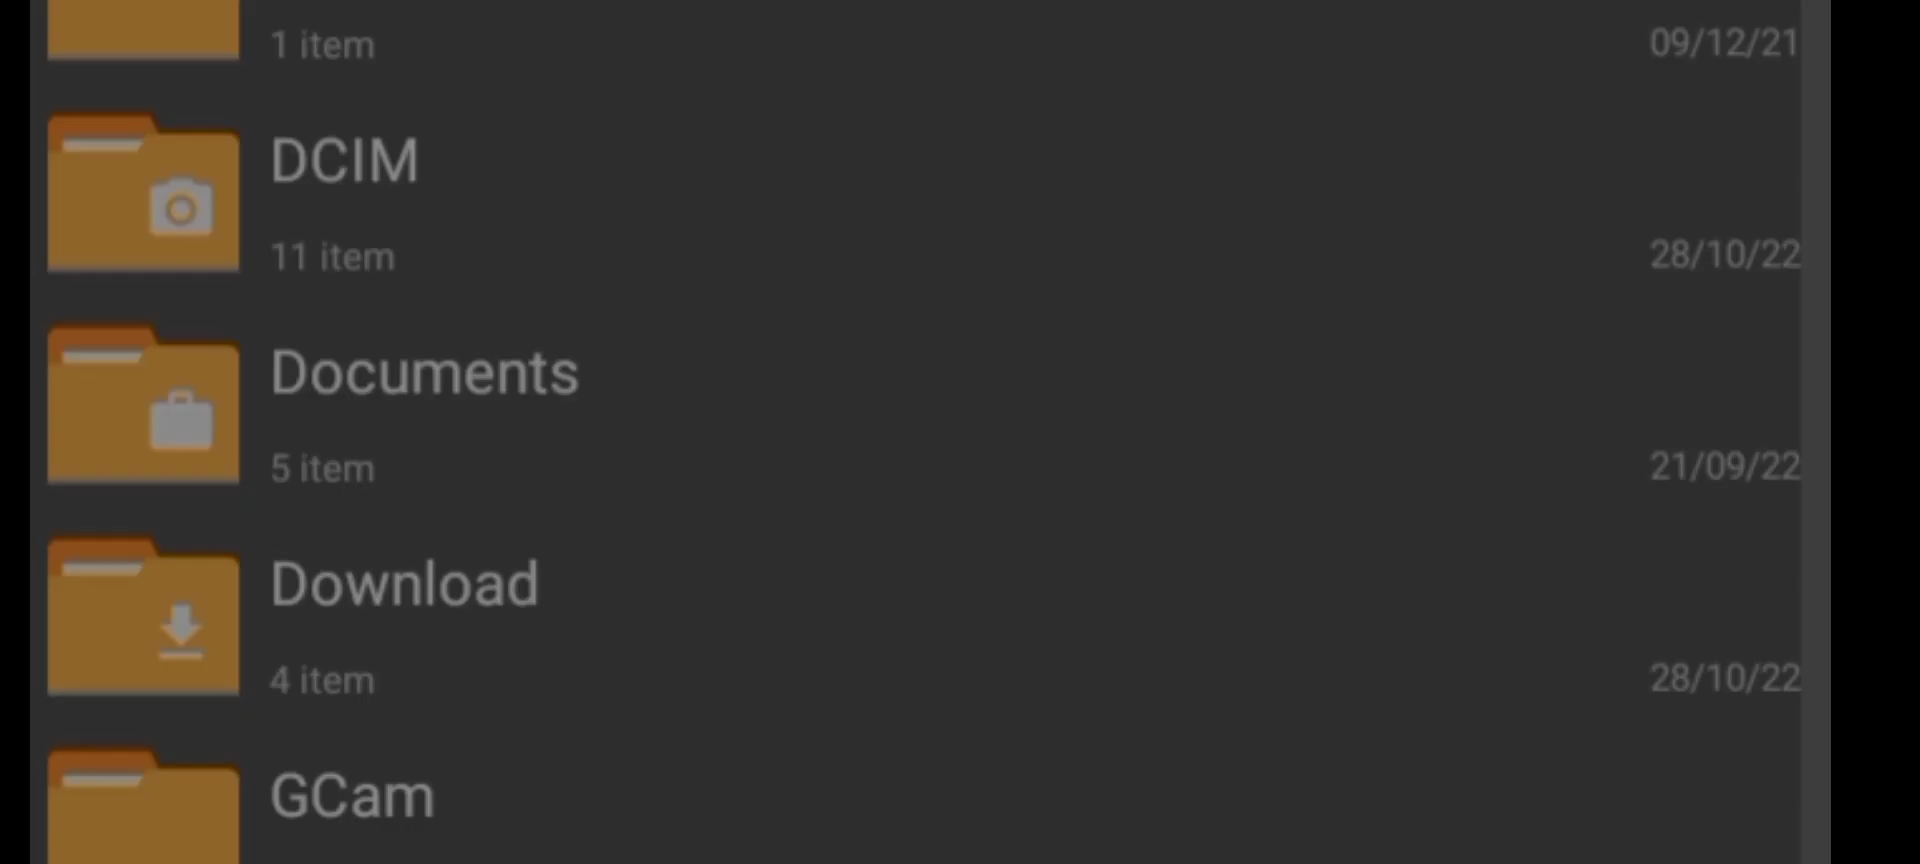 1 item 09/12/21
DCIM
11 item 28/10/22
Documents
5 item 21/09/22
Download
4 item 28/10/22
GCam